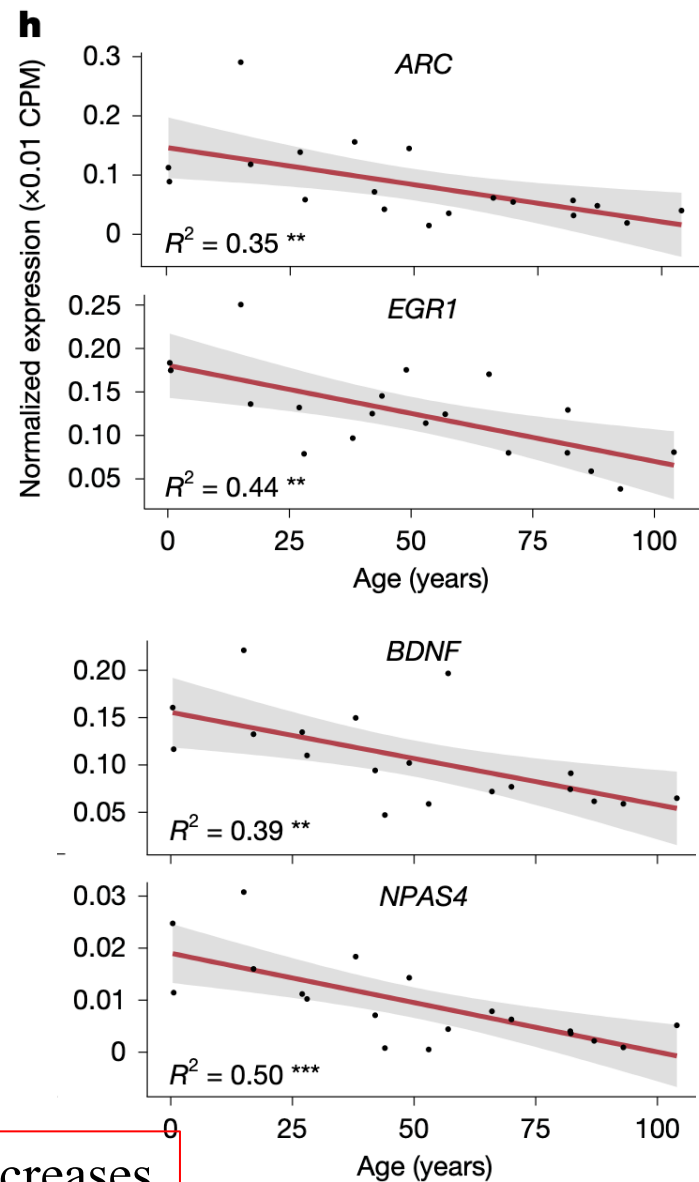 h
Normalized expression (×0.01 CPM)
ARC
0.3
0.2
0.1
0
R² = 0.35 **
EGR1
0.25
0.20
0.15
0.10
0.05
R² = 0.44 **
0 25 50 75 100
Age (years)
BDNF
0.20
0.15
0.10
0.05
R² = 0.39 **
NPAS4
0.03
0.02
0.01
0
R² = 0.50 ***
0 25 50 75 100
Age (years)
creases